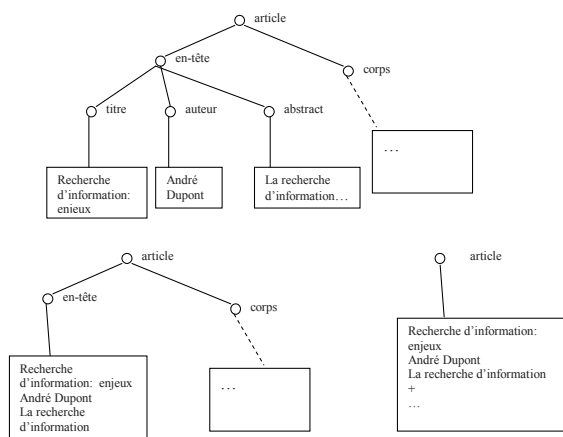 article
en-tête
corps
titre
auteur
abstract
Recherche
d'information:
enieux
André
Dupont
La recherche
d'information…
…
article
en-tête
corps
Recherche
d'information: enjeux
André Dupont
La recherche
d'information
…
article
Recherche d'information:
enjeux
André Dupont
La recherche d'information
+
…